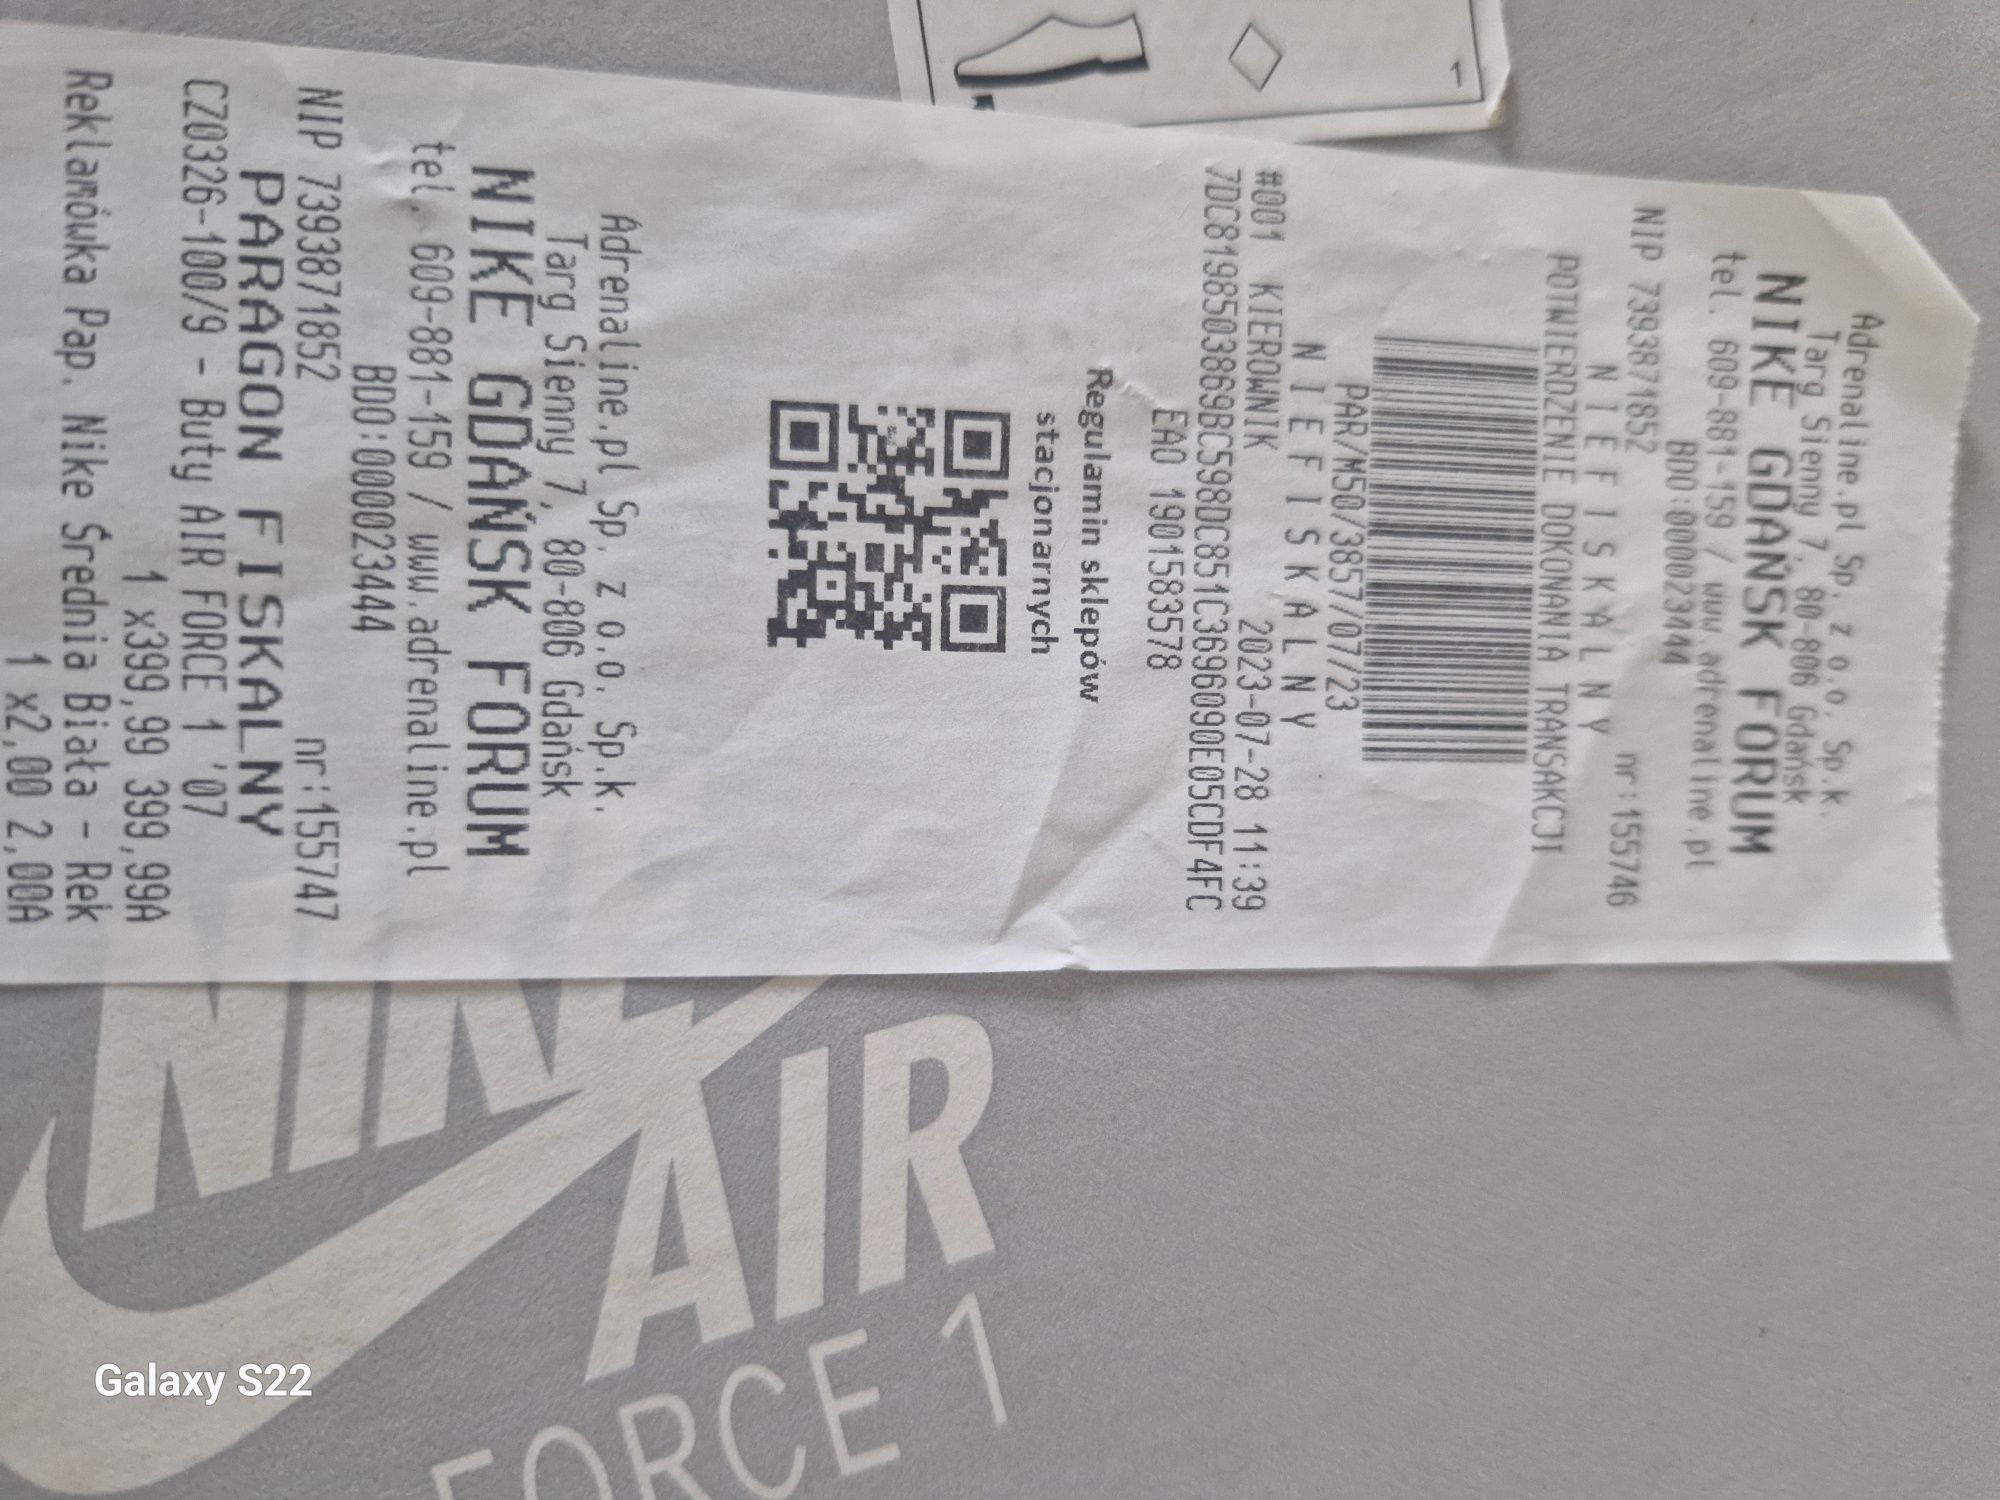 Adrenaline.pl Sp. z o.o. Sp.k.
Targ Sienny 7, 80-806 Gdańsk
NIKE GDAŃSK FORUM
tel. 609-881-159 / www.adrenaline.pl
BDO:000023444
NIP 7393871852 nr:155746
N I E F I S K A L N Y
POTWIERDZENIE DOKONANIA TRANSAKCJI
PAR/M50/3857/07/23
N I E F I S K A L N Y
#001 KIEROWNIK 2023-07-28 11:39
7DC8198503869BC598DC851C3696090E05CDF4FC
EAO 1901583578
Regulamin sklepów
stacjonarnych
Adrenaline.pl Sp. z o.o. Sp.k.
Targ Sienny 7, 80-806 Gdańsk
NIKE GDAŃSK FORUM
tel. 609-881-159 / www.adrenaline.pl
BDO:000023444
NIP 7393871852 nr:155747
PARAGON FISKALNY
CZ0326-100/9 - Buty AIR FORCE 1 '07
1 x399,99 399,99A
Reklamówka Pap. Nike Średnia Biała - Rek
1 x2,00 2,00A
1
NIKE
AIR
FORCE 1
Galaxy S22